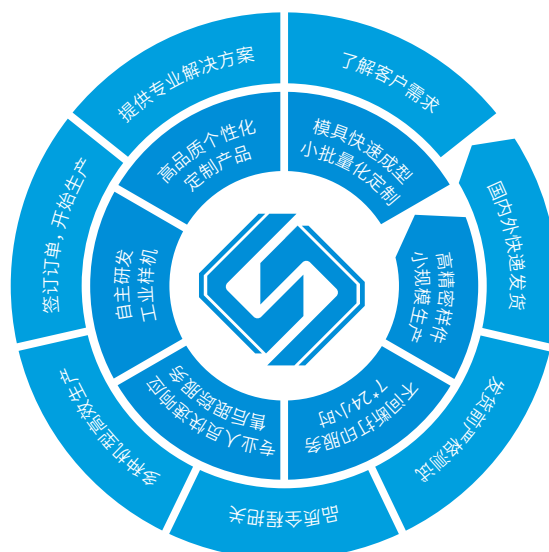 了解客户需求
提供专业解决方案
签订订单，开始生产
多种机型高效生产
品质全程把关
发货前严格测试
国内外快递发货
模具快速成型
小批量化定制
高品质个性化
定制产品
自主研发
工业样机
专业人员快速响应
售后跟踪服务
不间断打印服务
7*24小时
高精密样件
小规模生产